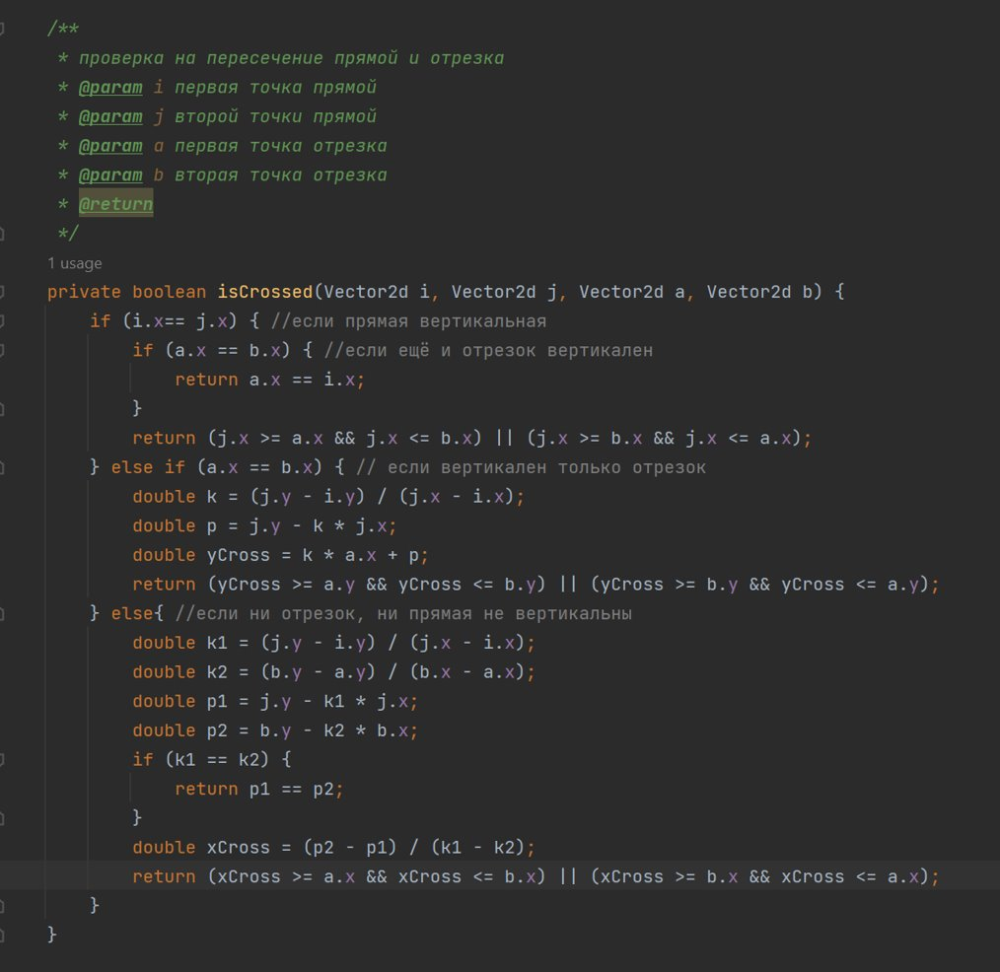 /**
 * проверка на пересечение прямой и отрезка
 * @param i первая точка прямой
 * @param j второй точки прямой
 * @param a первая точка отрезка
 * @param b вторая точка отрезка
 * @return
 */
1 usage
private boolean isCrossed(Vector2d i, Vector2d j, Vector2d a, Vector2d b) {
    if (i.x== j.x) { //если прямая вертикальная
        if (a.x == b.x) { //если ещё и отрезок вертикален
            return a.x == i.x;
        }
        return (j.x >= a.x && j.x <= b.x) || (j.x >= b.x && j.x <= a.x);
    } else if (a.x == b.x) { // если вертикален только отрезок
        double k = (j.y - i.y) / (j.x - i.x);
        double p = j.y - k * j.x;
        double yCross = k * a.x + p;
        return (yCross >= a.y && yCross <= b.y) || (yCross >= b.y && yCross <= a.y);
    } else{ //если ни отрезок, ни прямая не вертикальны
        double k1 = (j.y - i.y) / (j.x - i.x);
        double k2 = (b.y - a.y) / (b.x - a.x);
        double p1 = j.y - k1 * j.x;
        double p2 = b.y - k2 * b.x;
        if (k1 == k2) {
            return p1 == p2;
        }
        double xCross = (p2 - p1) / (k1 - k2);
        return (xCross >= a.x && xCross <= b.x) || (xCross >= b.x && xCross <= a.x);
    }
}